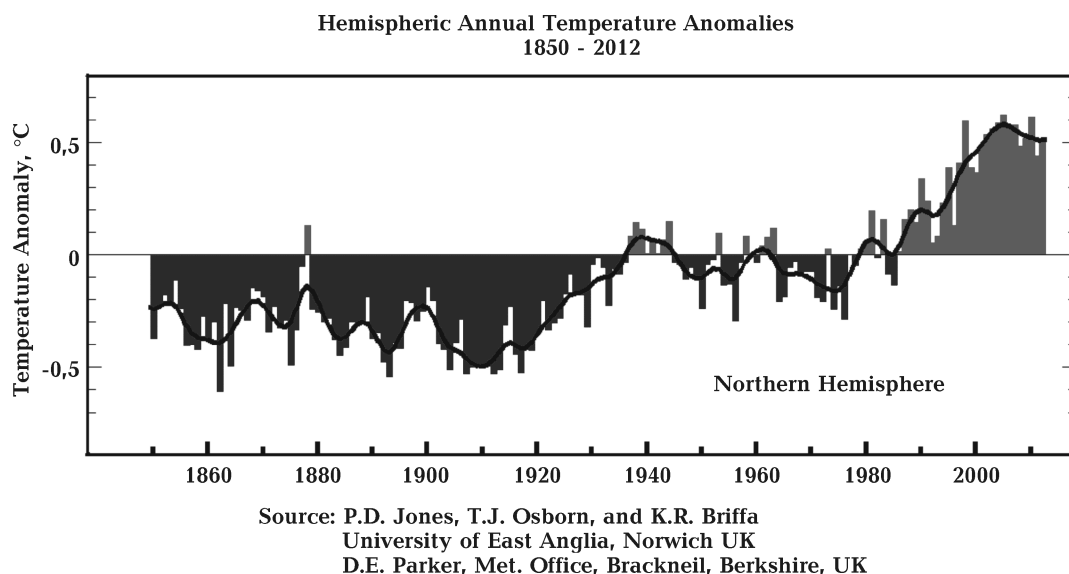 Hemispheric Annual Temperature Anomalies
1850 - 2012
Temperature Anomaly, °C
0,5
0
-0,5
Northern Hemisphere
1860 1880 1900 1920 1940 1960 1980 2000
Source: P.D. Jones, T.J. Osborn, and K.R. Briffa
University of East Anglia, Norwich UK
D.E. Parker, Met. Office, Brackneil, Berkshire, UK